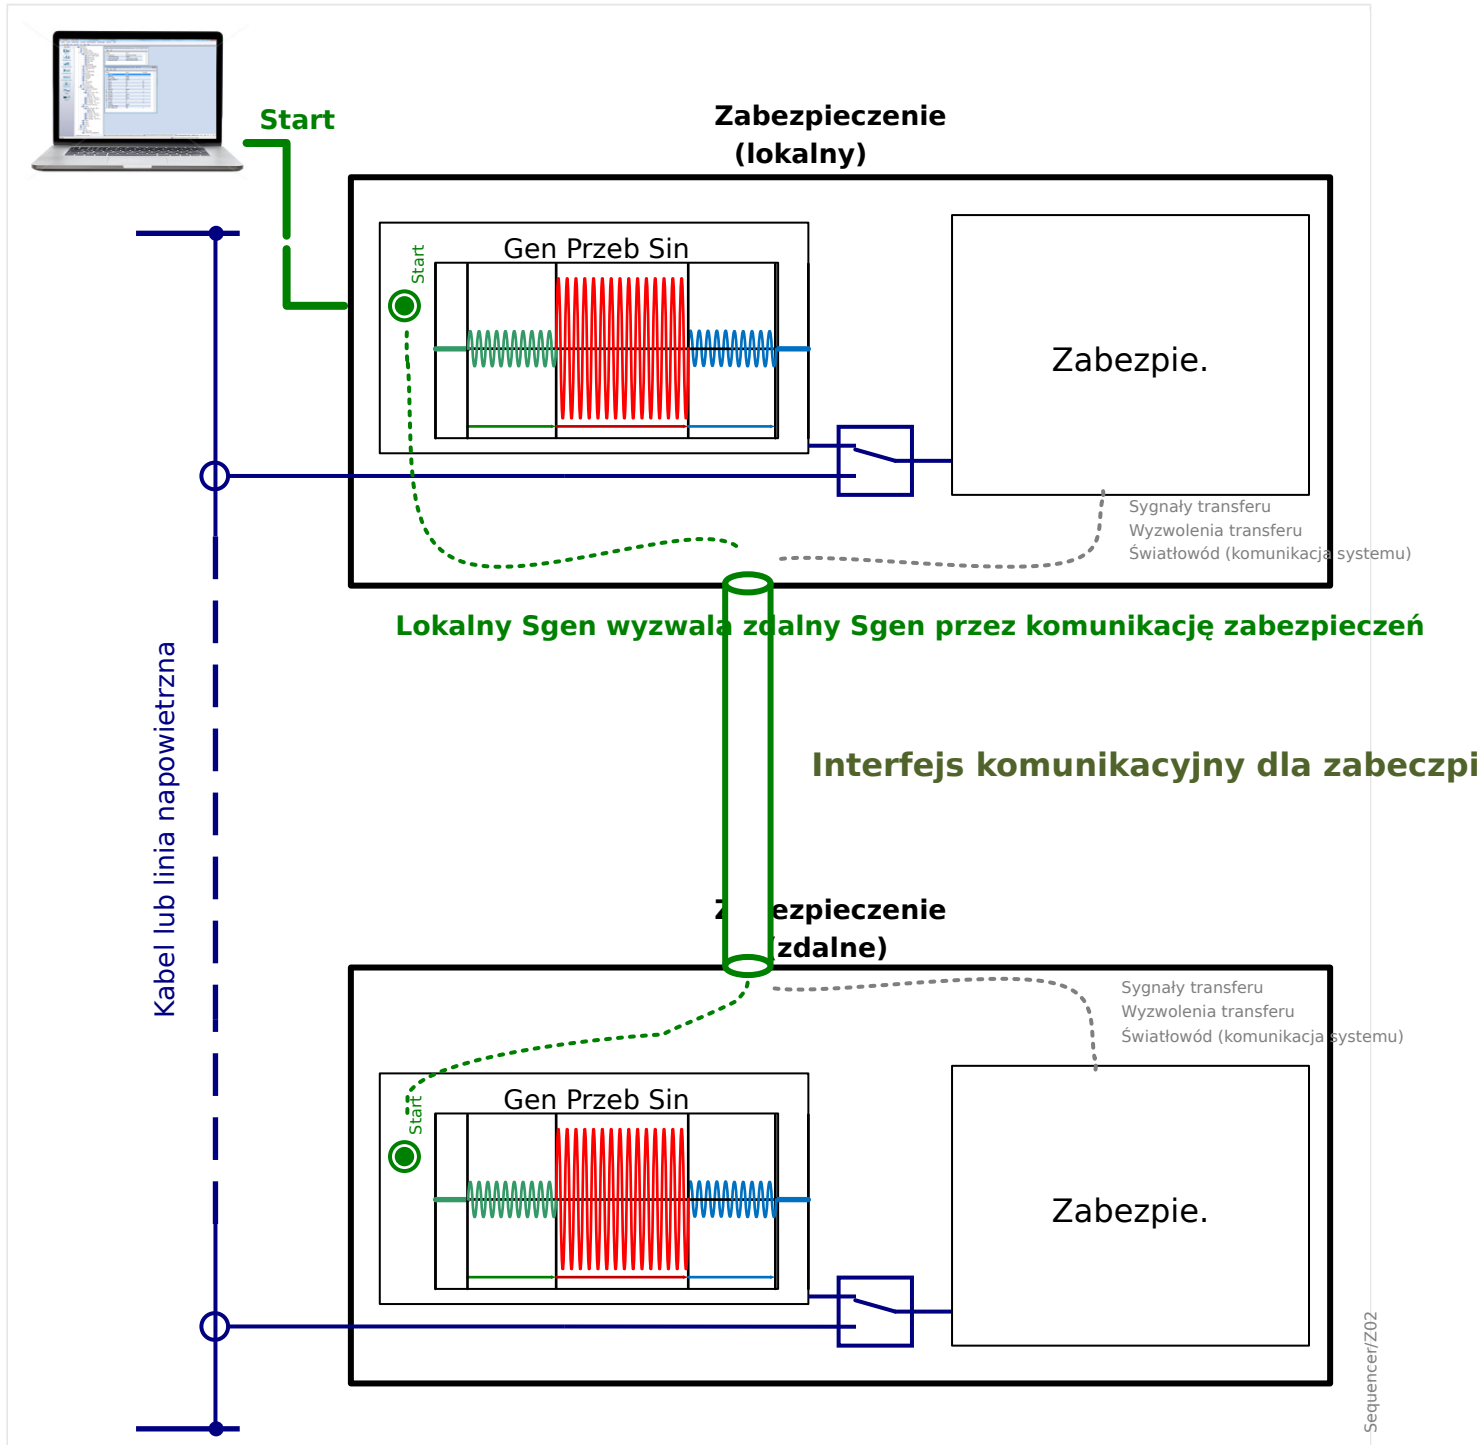 Start
Zabezpieczenie
(lokalny)
Start
Gen Przeb Sin
Zabezpie.
Sygnały transferu
Wyzwolenia transferu
Światłowód (komunikacja systemu)
Lokalny Sgen wyzwala zdalny Sgen przez komunikację zabezpieczeń
Kabel lub linia napowietrzna
Interfejs komunikacyjny dla zabeczpi
(zdalne)
Sygnały transferu
Wyzwolenia transferu
Światłowód (komunikacja systemu)
Start
Gen Przeb Sin
Zabezpie.
Sequencer/Z02